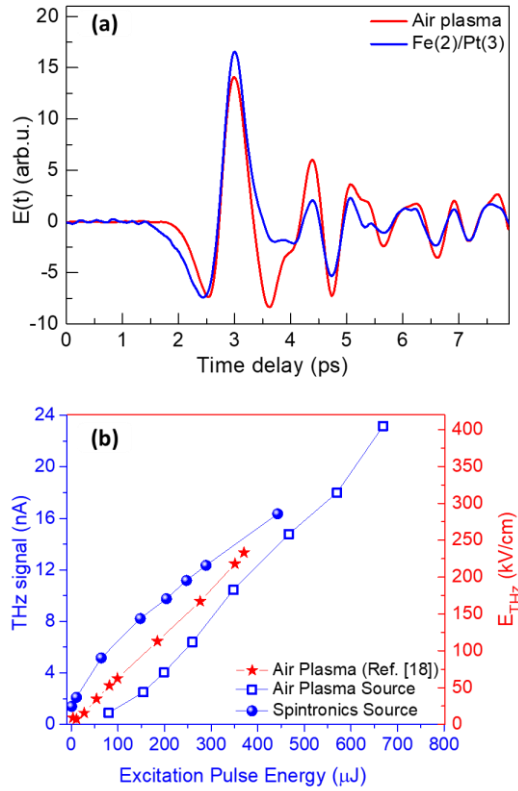 (a)
Air plasma
Fe(2)/Pt(3)
20
15
10
5
0
-5
-10
E(t) (arb.u.)
0 1 2 3 4 5 6 7
Time delay (ps)
(b)
24
20
16
12
8
4
0
THz signal (nA)
400
350
300
250
200
150
100
50
0
E_THz (kV/cm)
Air Plasma (Ref. [18])
Air Plasma Source
Spintronics Source
0 100 200 300 400 500 600 700 800
Excitation Pulse Energy (μJ)